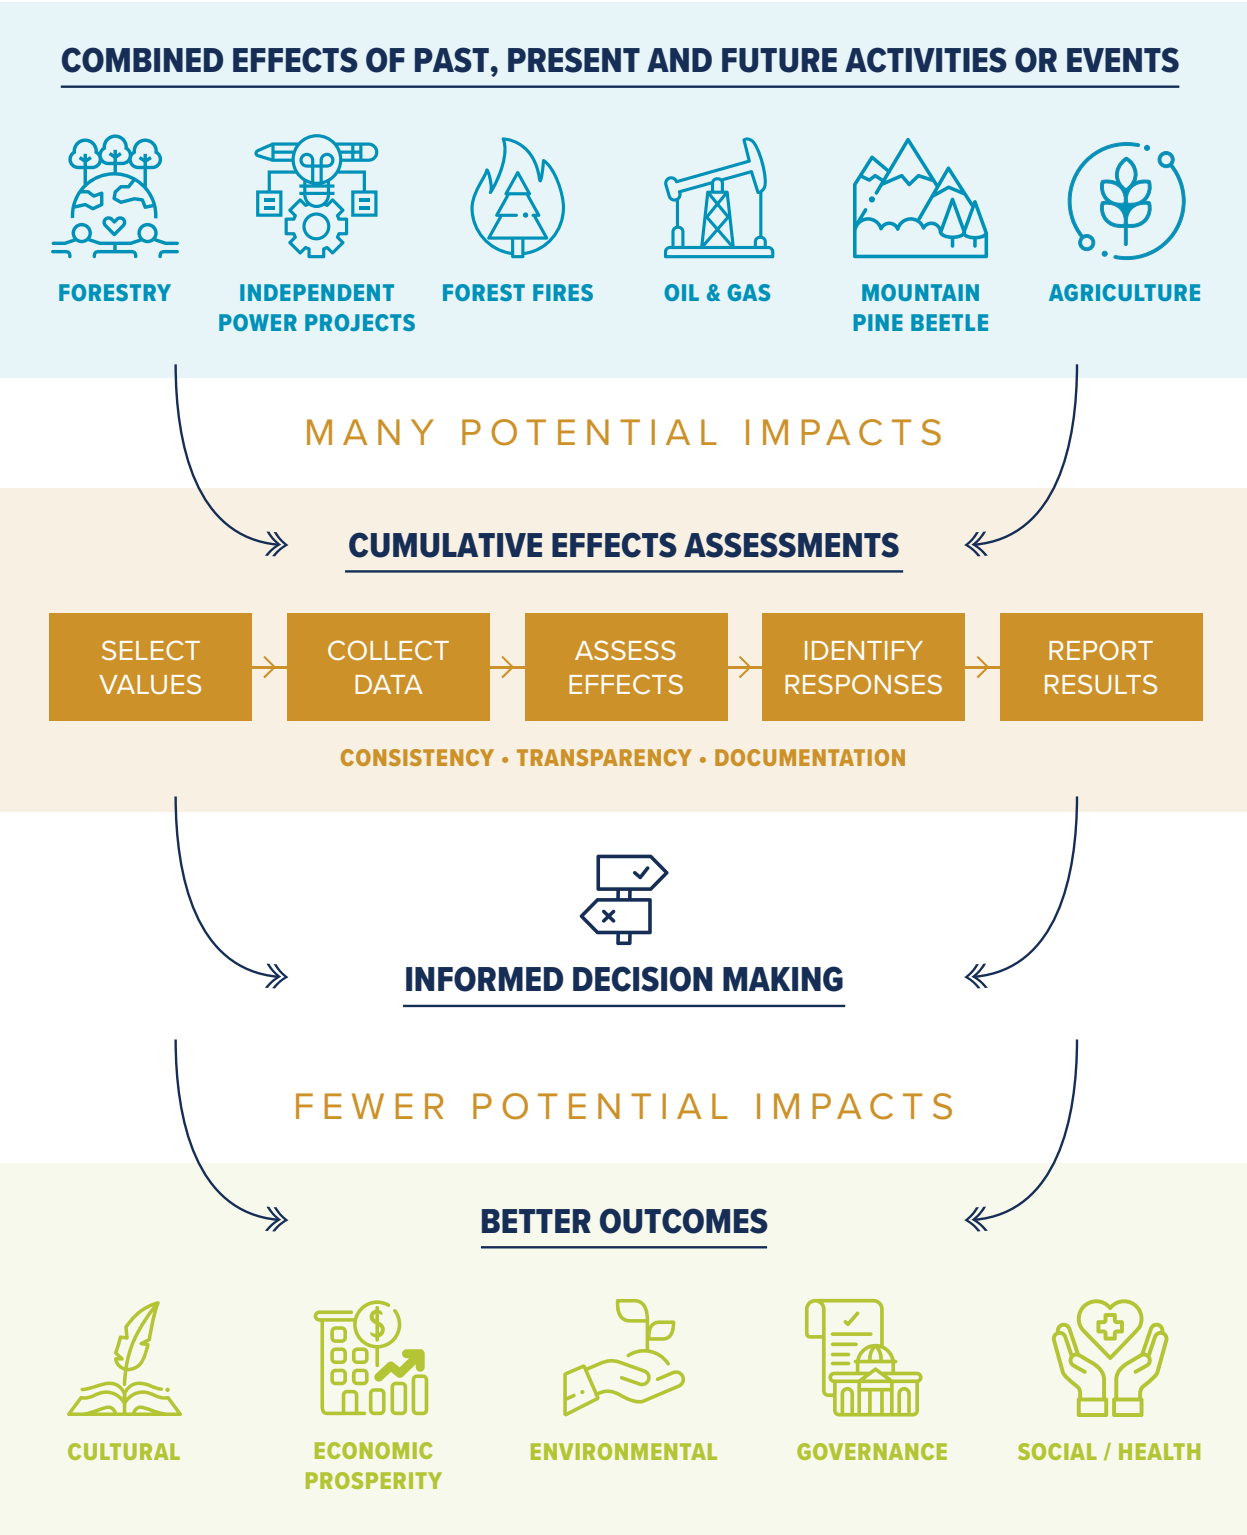 COMBINED EFFECTS OF PAST, PRESENT AND FUTURE ACTIVITIES OR EVENTS
FORESTRY
INDEPENDENT
POWER PROJECTS
FOREST FIRES
OIL & GAS
MOUNTAIN
PINE BEETLE
AGRICULTURE
MANY POTENTIAL IMPACTS
CUMULATIVE EFFECTS ASSESSMENTS
SELECT
VALUES
COLLECT
DATA
ASSESS
EFFECTS
IDENTIFY
RESPONSES
REPORT
RESULTS
CONSISTENCY • TRANSPARENCY • DOCUMENTATION
INFORMED DECISION MAKING
FEWER POTENTIAL IMPACTS
BETTER OUTCOMES
$
CULTURAL
ECONOMIC
PROSPERITY
ENVIRONMENTAL
GOVERNANCE
SOCIAL / HEALTH